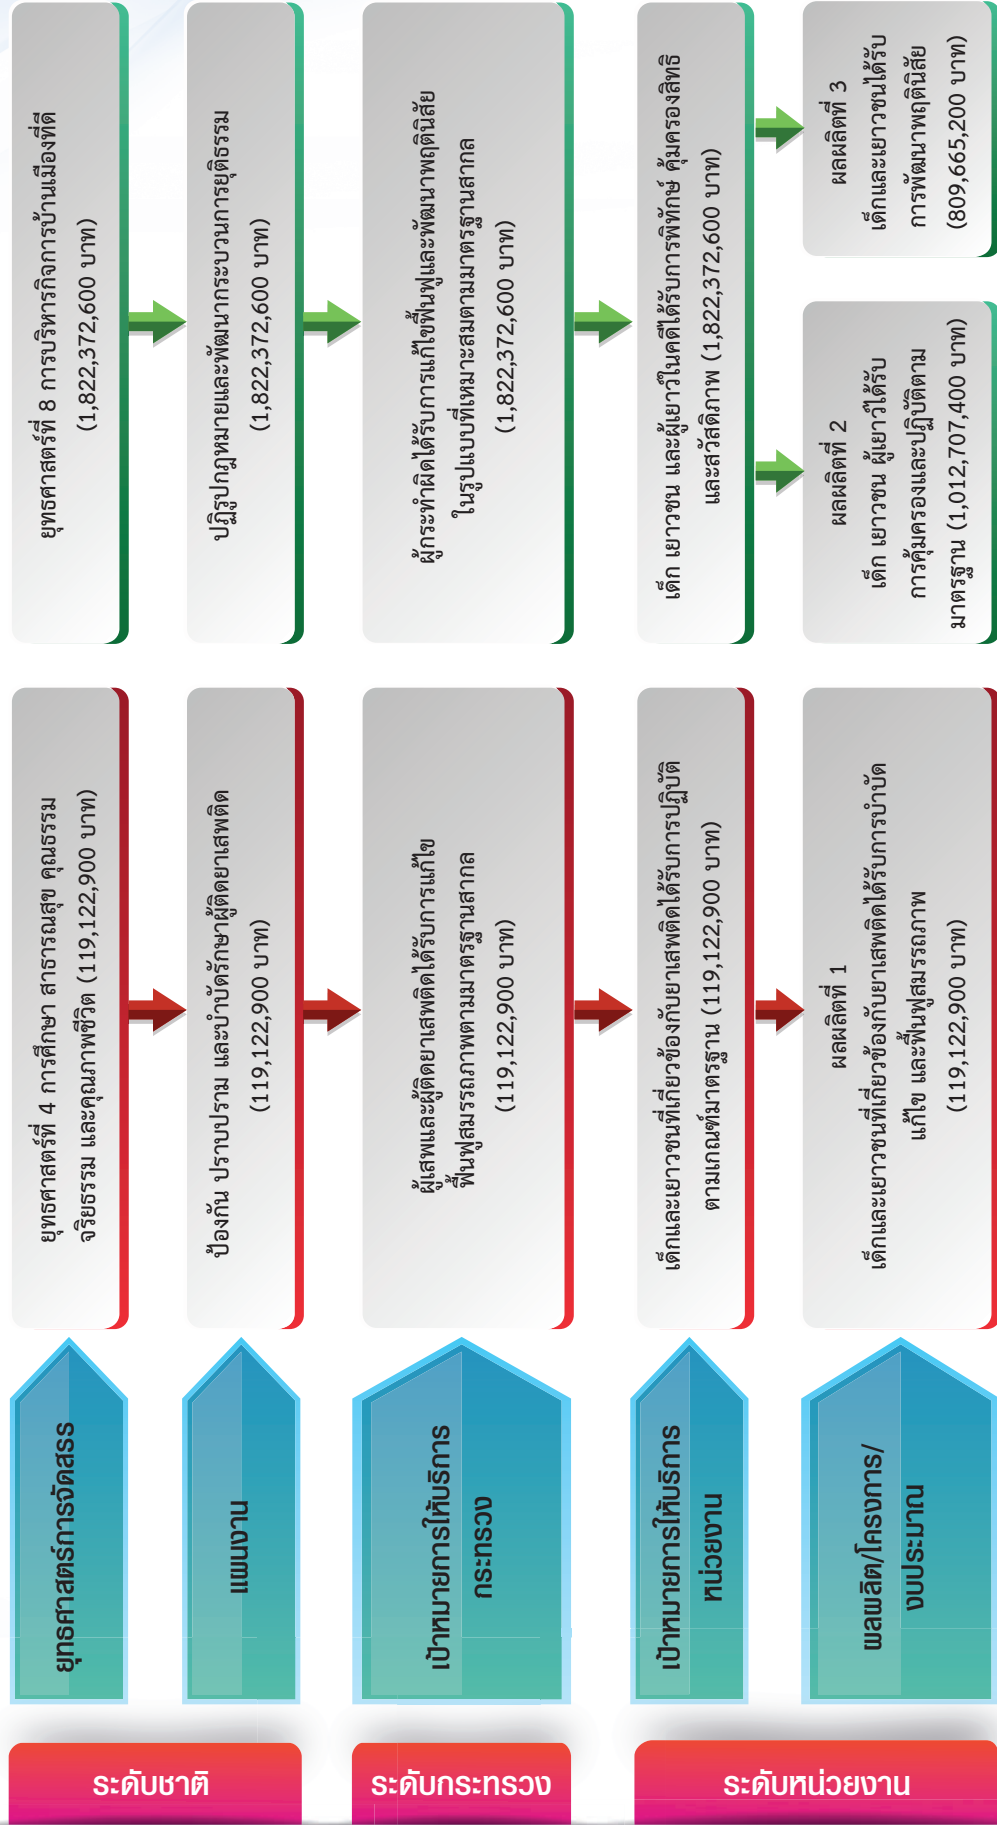 ระดับชาติ
ยุทธศาสตร์การจัดสรร
ยุทธศาสตร์ที่ 4 การศึกษา สาธารณสุข คุณธรรม
จริยธรรม และคุณภาพชีวิต (119,122,900 บาท)
ยุทธศาสตร์ที่ 8 การบริหารกิจการบ้านเมืองที่ดี
(1,822,372,600 บาท)
แผนงาน
ป้องกัน ปราบปราม และบำบัดรักษาผู้ติดยาเสพติด
(119,122,900 บาท)
ปฏิรูปกฎหมายและพัฒนากระบวนการยุติธรรม
(1,822,372,600 บาท)
ระดับกระทรวง
เป้าหมายการให้บริการ
กระทรวง
ผู้เสพและผู้ติดยาเสพติดได้รับการแก้ไข
ฟื้นฟูสมรรถภาพตามมาตรฐานสากล
(119,122,900 บาท)
ผู้กระทำผิดได้รับการแก้ไขฟื้นฟูและพัฒนาพฤตินิสัย
ในรูปแบบที่เหมาะสมตามมาตรฐานสากล
(1,822,372,600 บาท)
ระดับหน่วยงาน
เป้าหมายการให้บริการ
หน่วยงาน
เด็กและเยาวชนที่เกี่ยวข้องกับยาเสพติดได้รับการปฏิบัติ
ตามเกณฑ์มาตรฐาน (119,122,900 บาท)
เด็ก เยาวชน และผู้เยาว์ในคดีได้รับการพิทักษ์ คุ้มครองสิทธิ
และสวัสดิภาพ (1,822,372,600 บาท)
ผลผลิต/โครงการ/
งบประมาณ
ผลผลิตที่ 1
เด็กและเยาวชนที่เกี่ยวข้องกับยาเสพติดได้รับการบำบัด
แก้ไข และฟื้นฟูสมรรถภาพ
(119,122,900 บาท)
ผลผลิตที่ 2
เด็ก เยาวชน ผู้เยาว์ได้รับ
การคุ้มครองและปฏิบัติตาม
มาตรฐาน (1,012,707,400 บาท)
ผลผลิตที่ 3
เด็กและเยาวชนได้รับ
การพัฒนาพฤตินิสัย
(809,665,200 บาท)